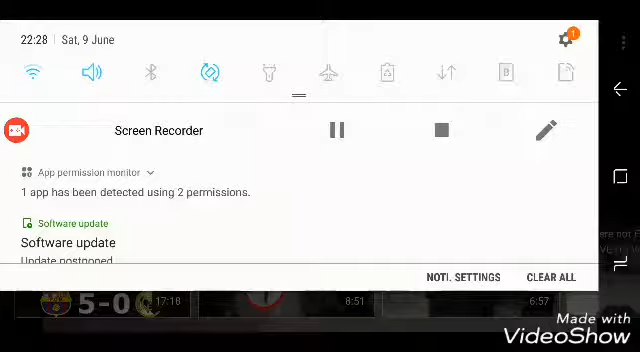 22:28 | Sat, 9 June
1
B
Screen Recorder
App permission monitor
1 app has been detected using 2 permissions.
Software update
Software update
Update postponed
NOTI. SETTINGS CLEAR ALL
5-0 17:18 8:51 6:57
Made with
VideoShow